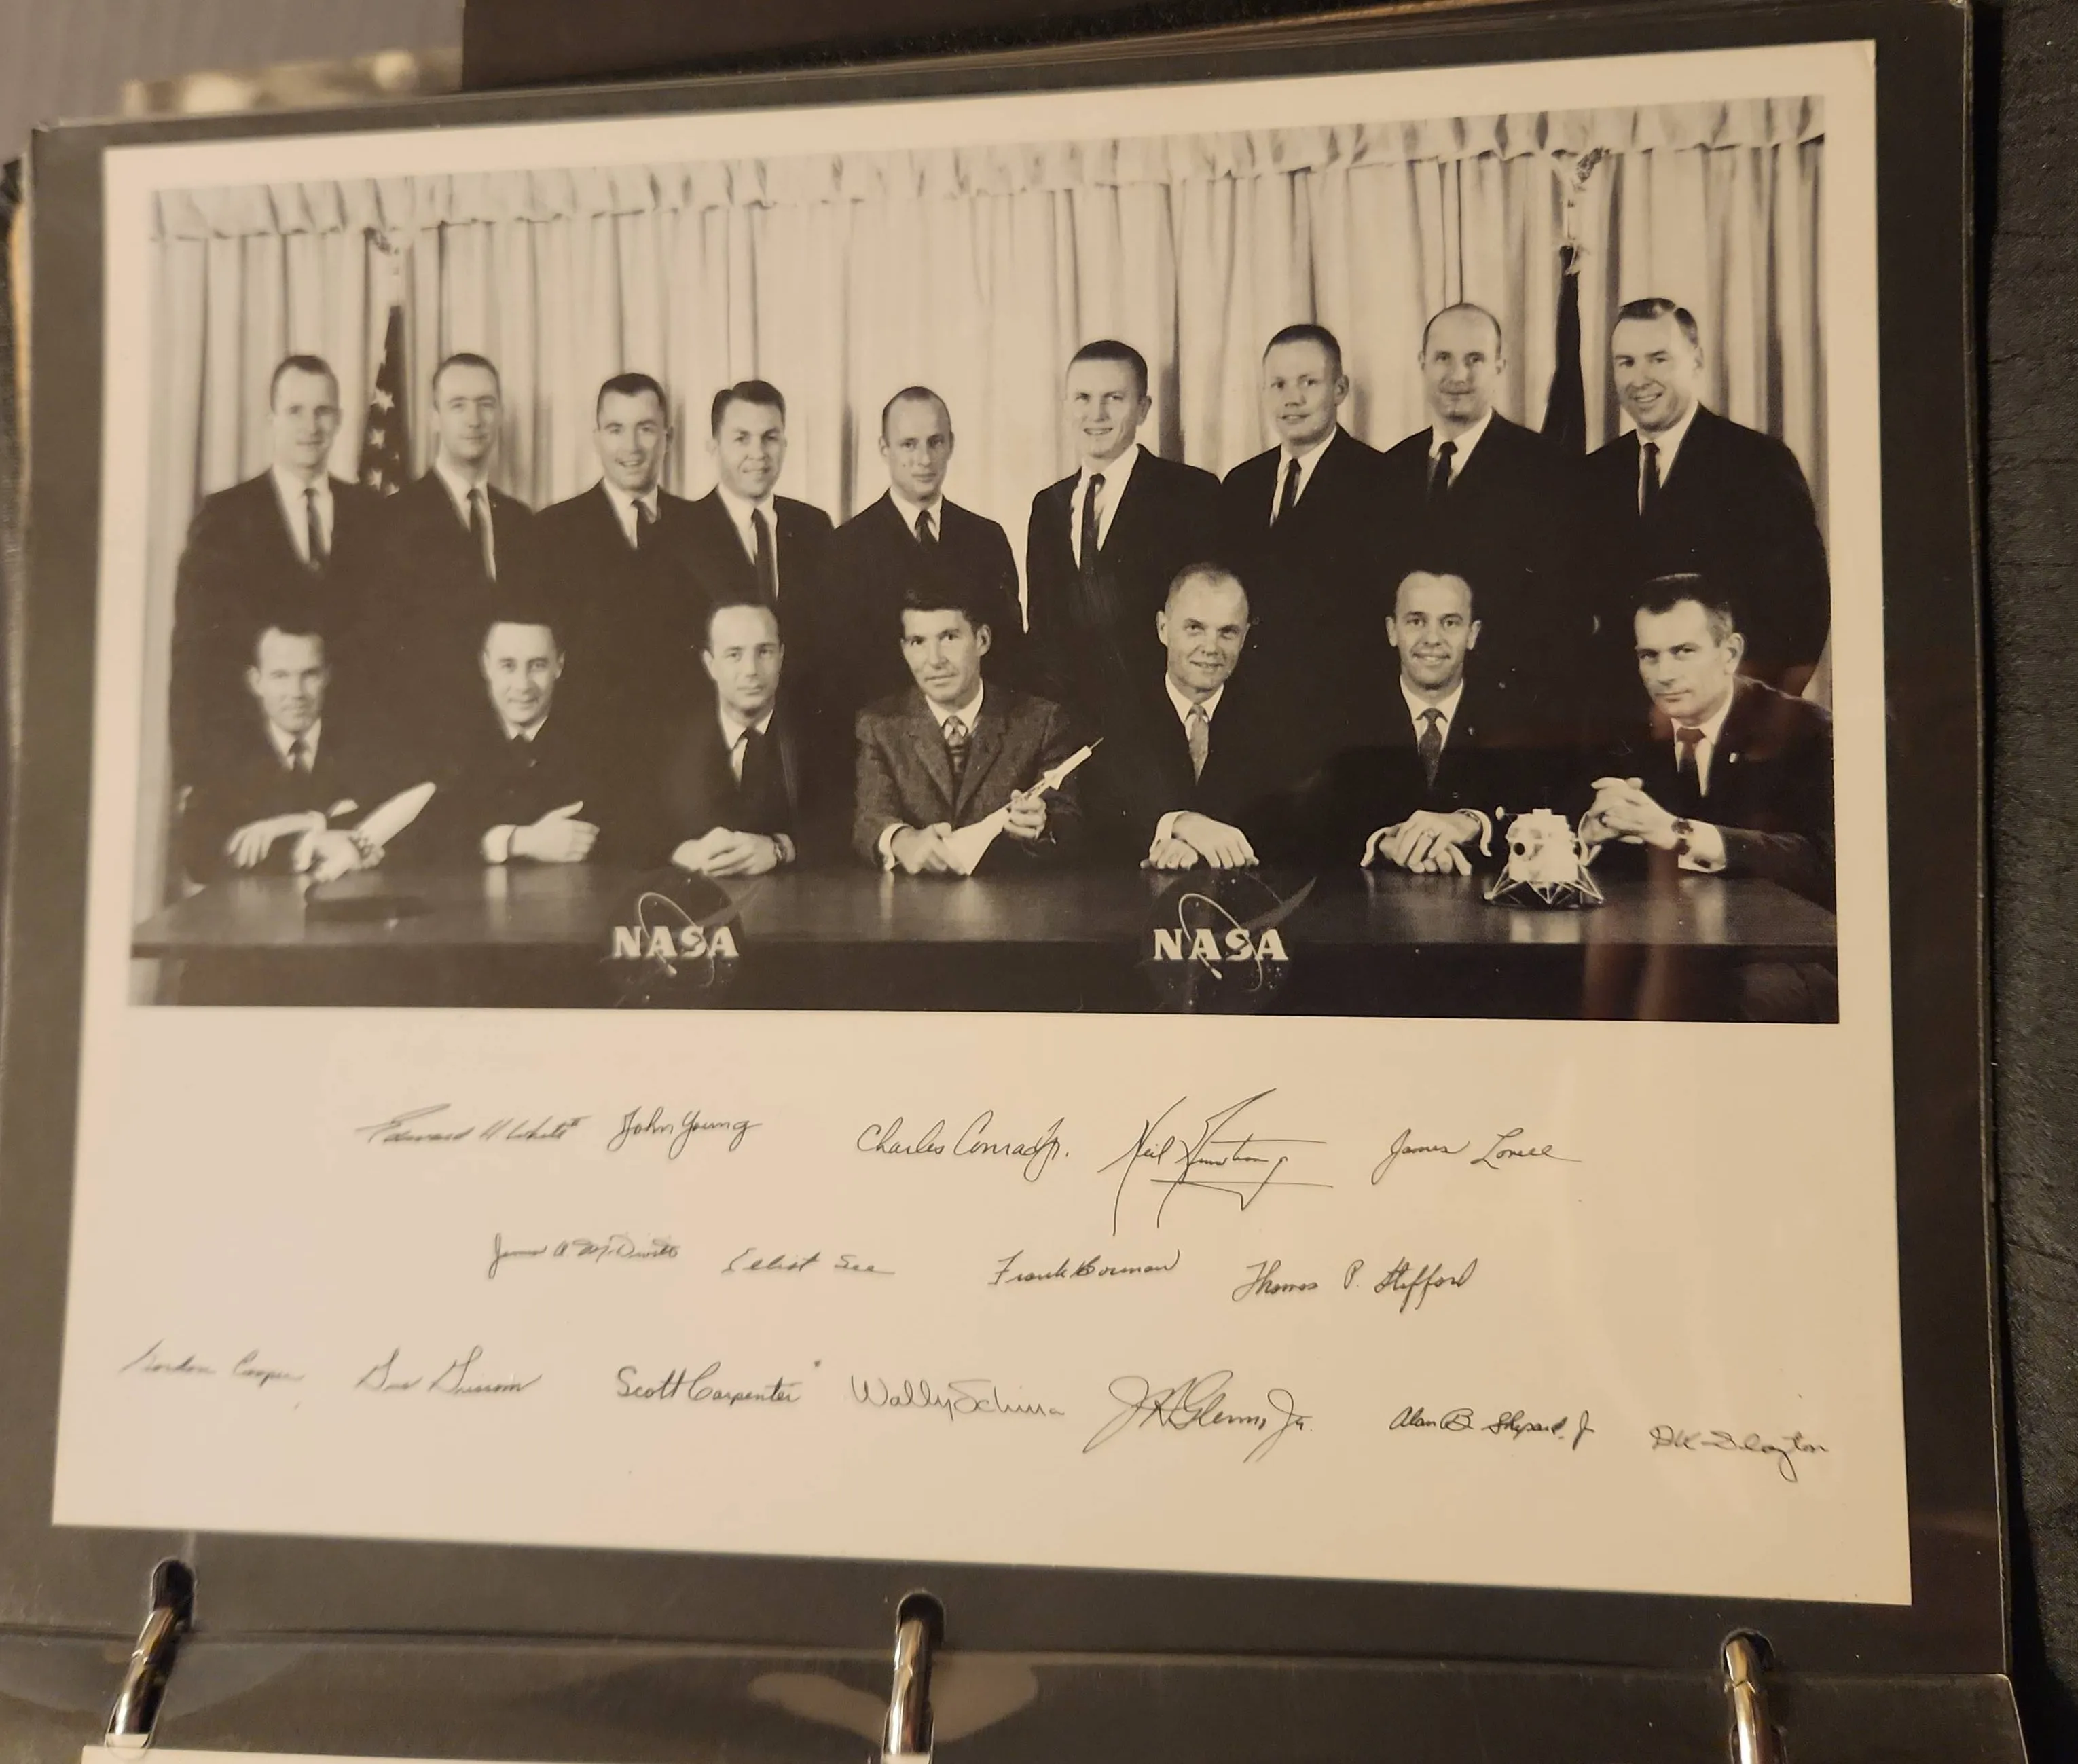 NASA NASA
Edward H White II John Young Charles Conrad Jr. Neil Armstrong James Lovell
James A McDivitt Elliot See Frank Borman Thomas P. Stafford
Gordon Cooper Gus Grissom Scott Carpenter Wally Schirra J H Glenn, Jr. Alan B. Shepard, Jr DK Slayton